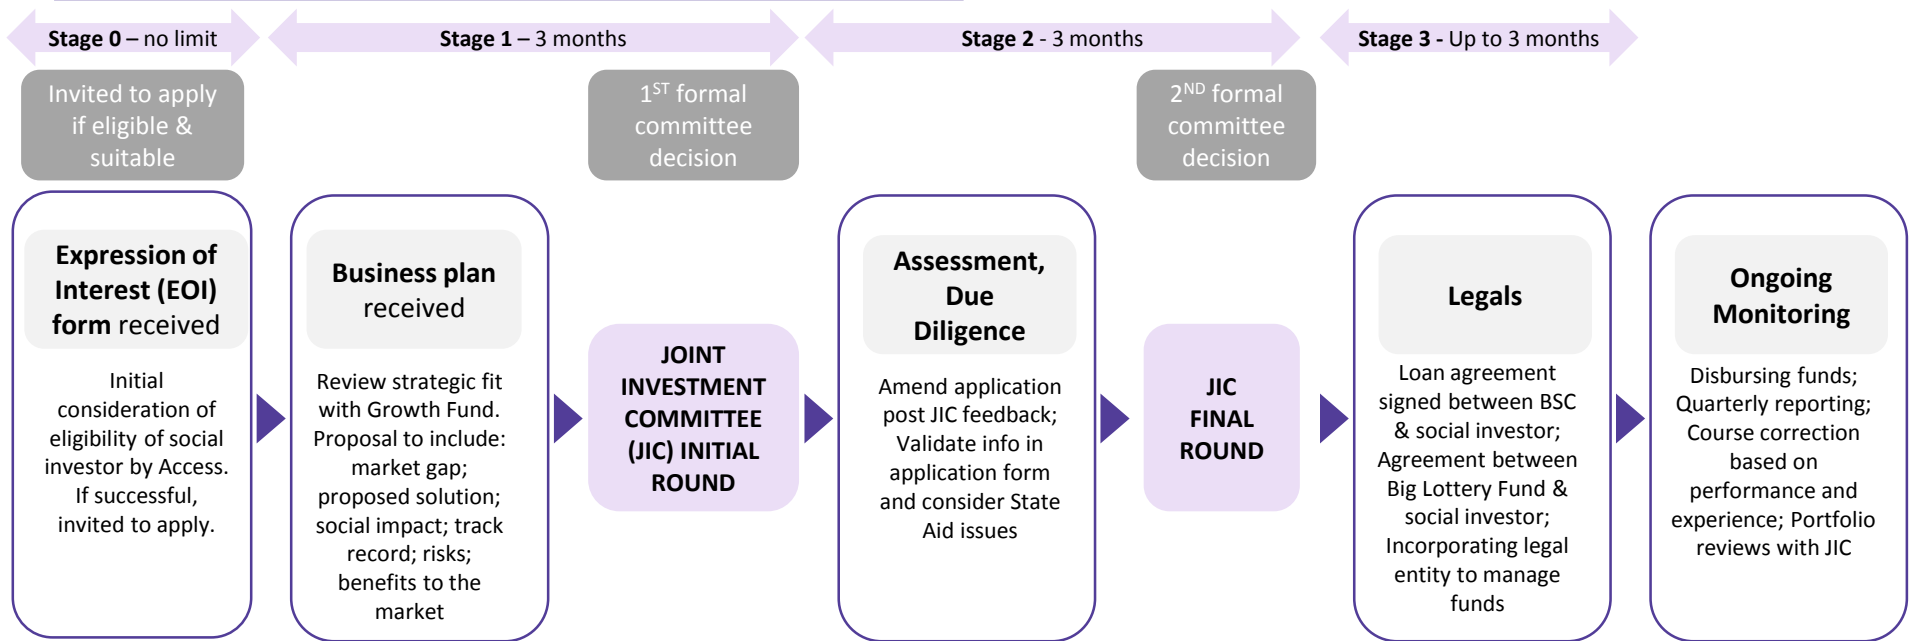 Stage 0 – no limit
Stage 1 – 3 months
Stage 2 - 3 months
Stage 3 - Up to 3 months
Invited to apply
if eligible &
suitable
1ST formal
committee
decision
2ND formal
committee
decision
Expression of
Interest (EOI)
form received
Initial
consideration of
eligibility of social
investor by Access.
If successful,
invited to apply.
Business plan
received
Review strategic fit
with Growth Fund.
Proposal to include:
market gap;
proposed solution;
social impact; track
record; risks;
benefits to the
market
JOINT
INVESTMENT
COMMITTEE
(JIC) INITIAL
ROUND
Assessment,
Due
Diligence
Amend application
post JIC feedback;
Validate info in
application form
and consider State
Aid issues
JIC
FINAL
ROUND
Legals
Loan agreement
signed between BSC
& social investor;
Agreement between
Big Lottery Fund &
social investor;
Incorporating legal
entity to manage
funds
Ongoing
Monitoring
Disbursing funds;
Quarterly reporting;
Course correction
based on
performance and
experience; Portfolio
reviews with JIC